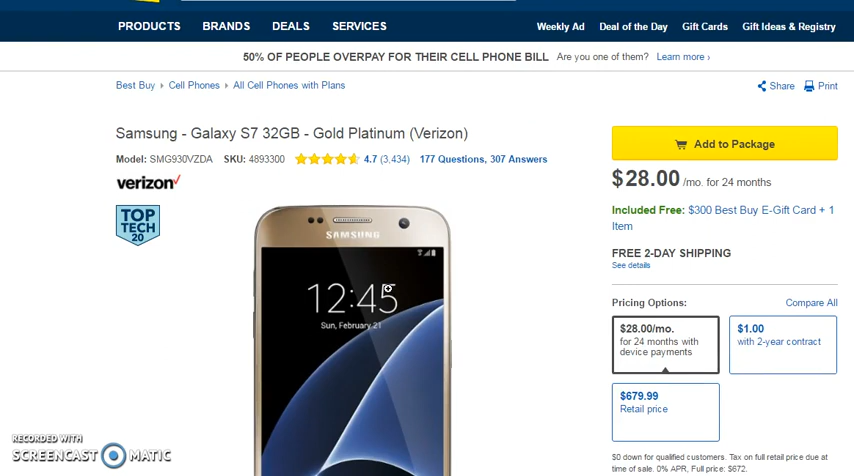 PRODUCTS BRANDS DEALS SERVICES
Weekly Ad Deal of the Day Gift Cards Gift Ideas & Registry
50% OF PEOPLE OVERPAY FOR THEIR CELL PHONE BILL Are you one of them? Learn more ›
Best Buy Cell Phones All Cell Phones with Plans
Share Print
Samsung - Galaxy S7 32GB - Gold Platinum (Verizon)
Model: SMG930VZDA SKU: 4893300 4.7 (3,434) 177 Questions, 307 Answers
verizon
TOP
TECH
20
SAMSUNG
12:45
Sun, February 21
Add to Package
$28.00 /mo. for 24 months
Included Free: $300 Best Buy E-Gift Card + 1
Item
FREE 2-DAY SHIPPING
See details
Pricing Options: Compare All
$28.00/mo.
for 24 months with
device payments
$1.00
with 2-year contract
$679.99
Retail price
$0 down for qualified customers. Tax on full retail price due at
time of sale. 0% APR, Full price: $672.
RECORDED WITH
SCREENCAST MATIC